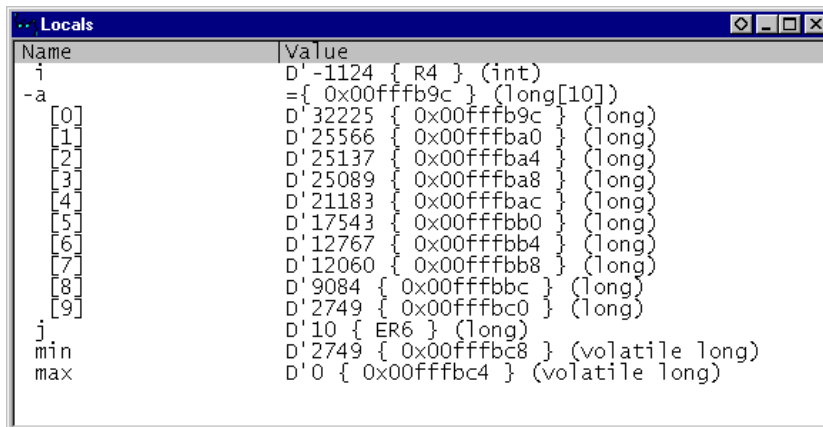 Locals
Name Value
i D'-1124 { R4 } (int)
-a ={ 0x00fffb9c } (long[10])
[0] D'32225 { 0x00fffb9c } (long)
[1] D'25566 { 0x00fffba0 } (long)
[2] D'25137 { 0x00fffba4 } (long)
[3] D'25089 { 0x00fffba8 } (long)
[4] D'21183 { 0x00fffbac } (long)
[5] D'17543 { 0x00fffbb0 } (long)
[6] D'12767 { 0x00fffbb4 } (long)
[7] D'12060 { 0x00fffbb8 } (long)
[8] D'9084 { 0x00fffbbc } (long)
[9] D'2749 { 0x00fffbc0 } (long)
j D'10 { ER6 } (long)
min D'2749 { 0x00fffbc8 } (volatile long)
max D'0 { 0x00fffbc4 } (volatile long)